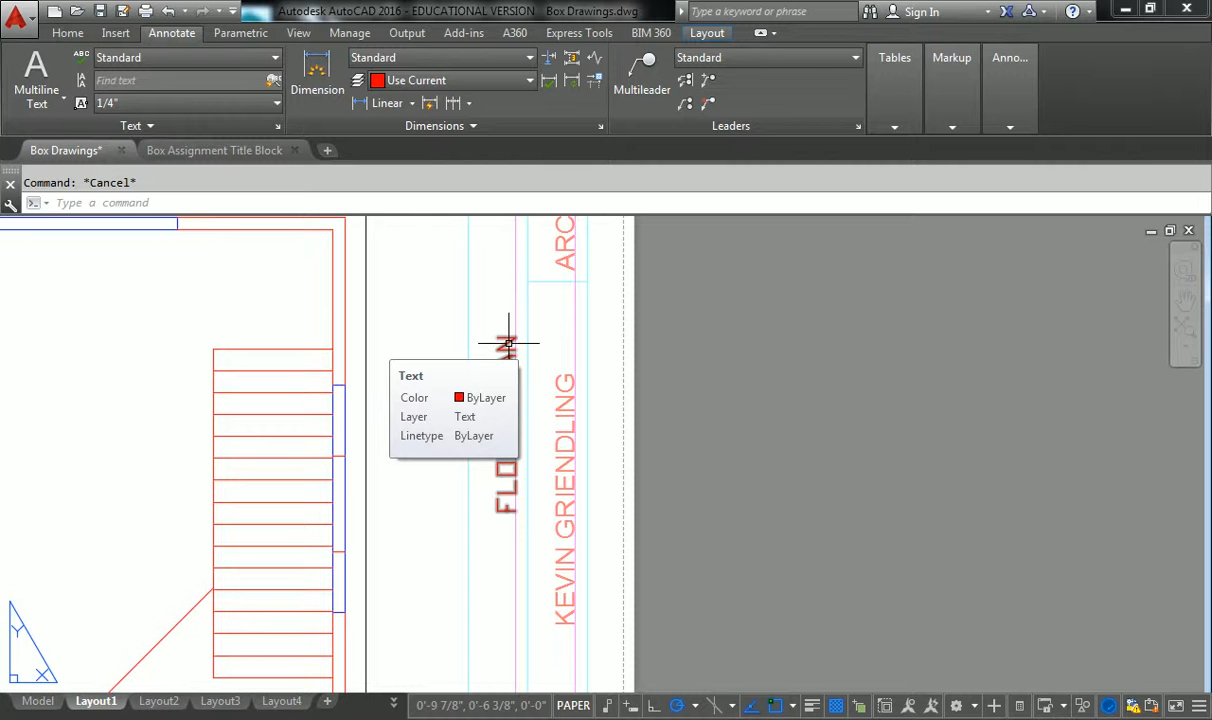 Autodesk AutoCAD 2016 - EDUCATIONAL VERSION Box Drawings.dwg
Type a keyword or phrase
Sign In
Home Annotate Parametric View Manage Output Add-ins A360 Express Tools BIM 360 Layout
Standard
Find text
1/4"
Multiline Text
Text
Standard
Use Current
Linear
Dimension
Dimensions
Standard
Multileader
Leaders
Tables
Markup
Anno...
Box Drawings*
Box Assignment Title Block
Command: *Cancel*
Type a command
ARC
KEVIN GRIENDLING
Text
Color ByLayer
Layer Text
Linetype ByLayer
Y
X
Model Layout1 Layout2 Layout3 Layout4
0'-9 7/8", 0'-6 3/8", 0'-0"
PAPER